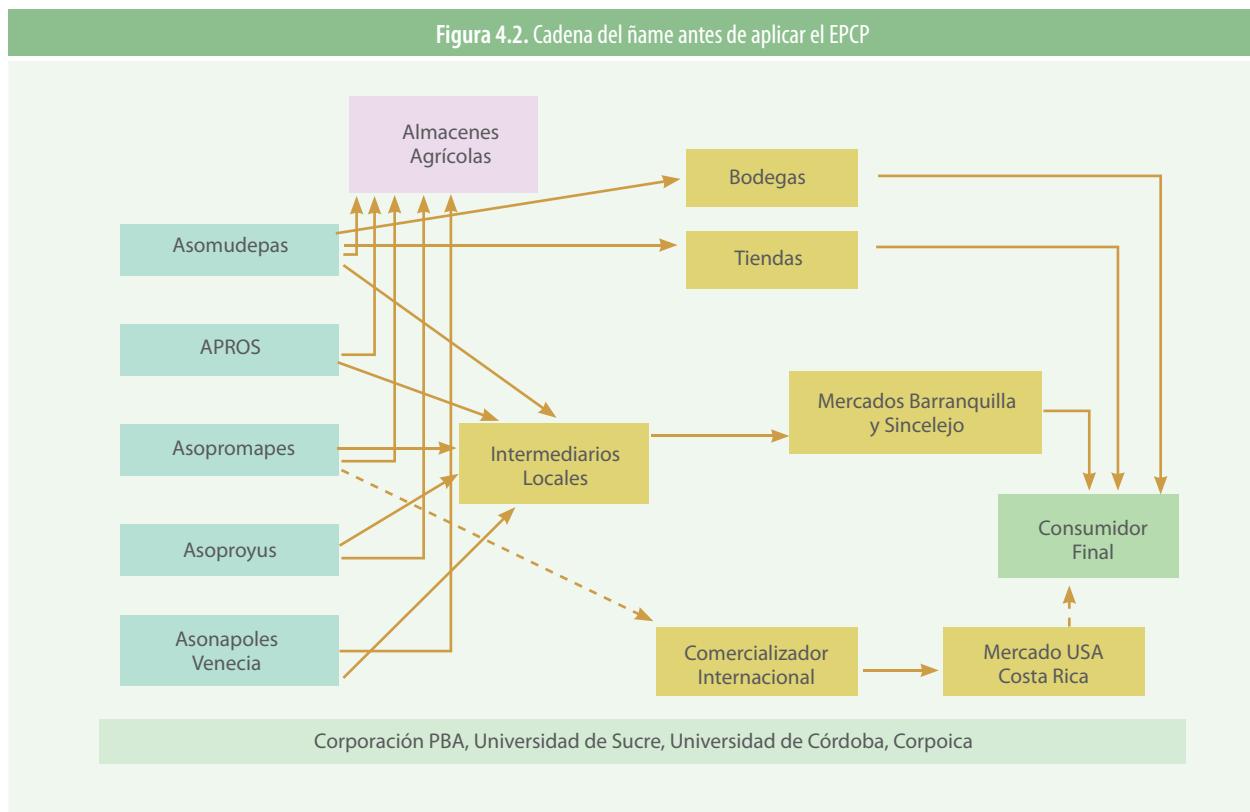 Figura 4.2. Cadena del ñame antes de aplicar el EPCP
Almacenes
Agrícolas
Bodegas
Asomudepas
Tiendas
APROS
Mercados Barranquilla
y Sincelejo
Asopromapes
Intermediarios
Locales
Asoproyus
Consumidor
Final
Asonapoles
Venecia
Comercializador
Internacional
Mercado USA
Costa Rica
Corporación PBA, Universidad de Sucre, Universidad de Córdoba, Corpoica